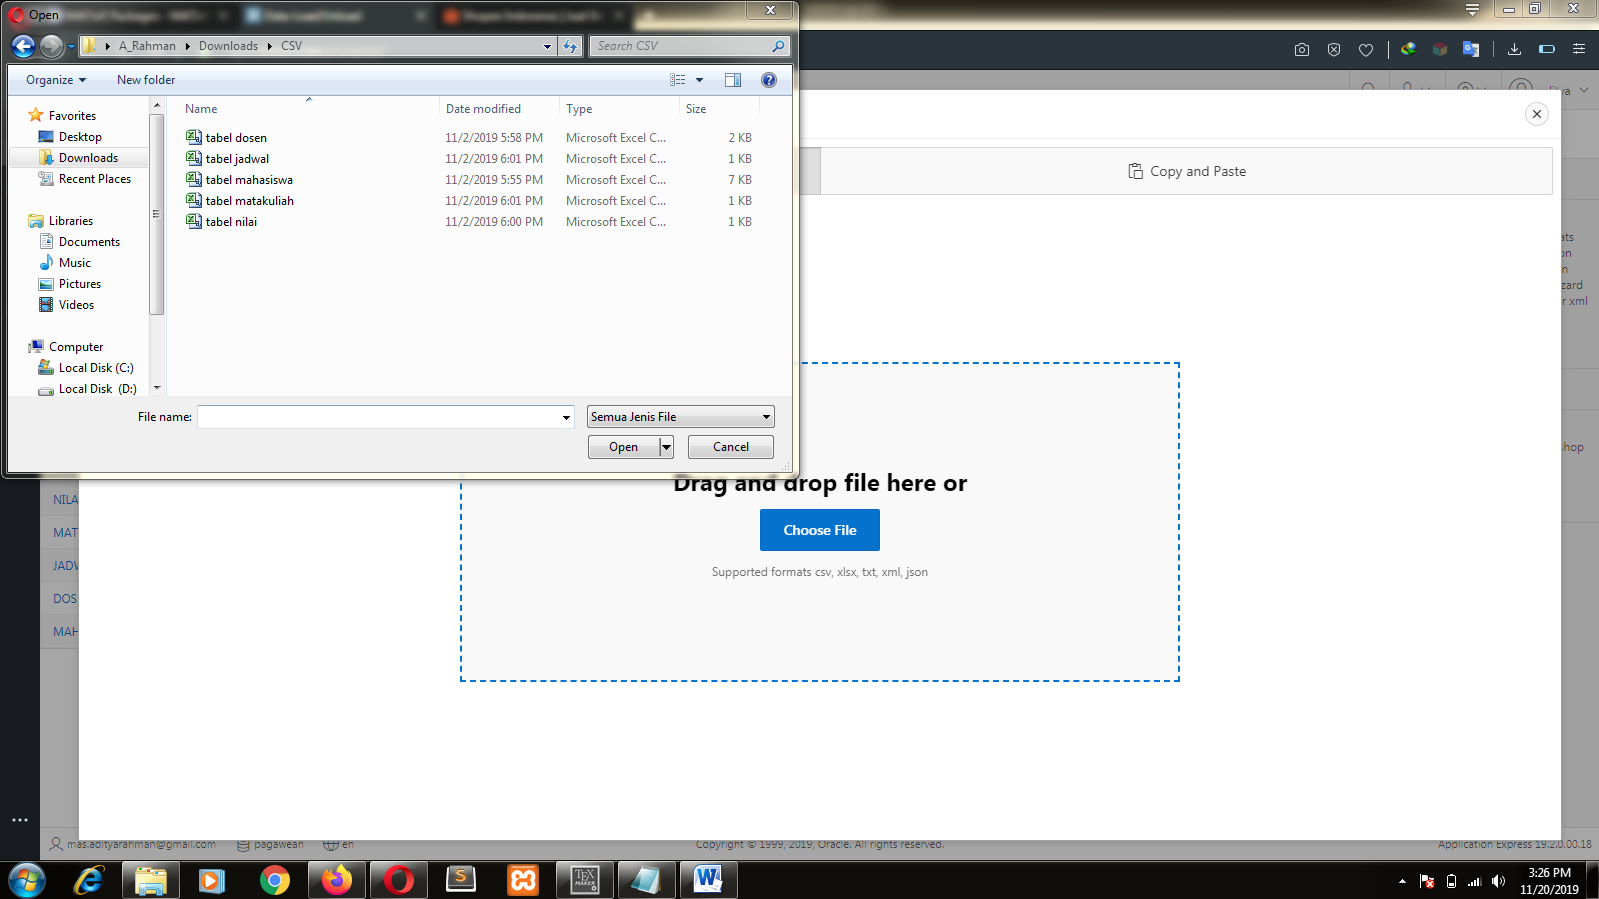 Open
A_Rahman Downloads CSV
Search CSV
Organize New folder
Favorites
Desktop
Downloads
Recent Places
Libraries
Documents
Music
Pictures
Videos
Computer
Local Disk (C:)
Local Disk (D:)
Name Date modified Type Size
tabel dosen 11/2/2019 5:58 PM Microsoft Excel C... 2 KB
tabel jadwal 11/2/2019 6:01 PM Microsoft Excel C... 1 KB
tabel mahasiswa 11/2/2019 5:55 PM Microsoft Excel C... 7 KB
tabel matakuliah 11/2/2019 6:01 PM Microsoft Excel C... 1 KB
tabel nilai 11/2/2019 6:00 PM Microsoft Excel C... 1 KB
File name:
Semua Jenis File
Open Cancel
Copy and Paste
Drag and drop file here or
Choose File
Supported formats csv, xlsx, txt, xml, json
NILA
MAT
JADV
DOS
MAH
ats
on
n
zard
r xml
hop
mas.adityarahman@gmail.com pagawean en
Copyright © 1999, 2019, Oracle. All rights reserved.
Application Express 19.2.0.00.18
3:26 PM
11/20/2019